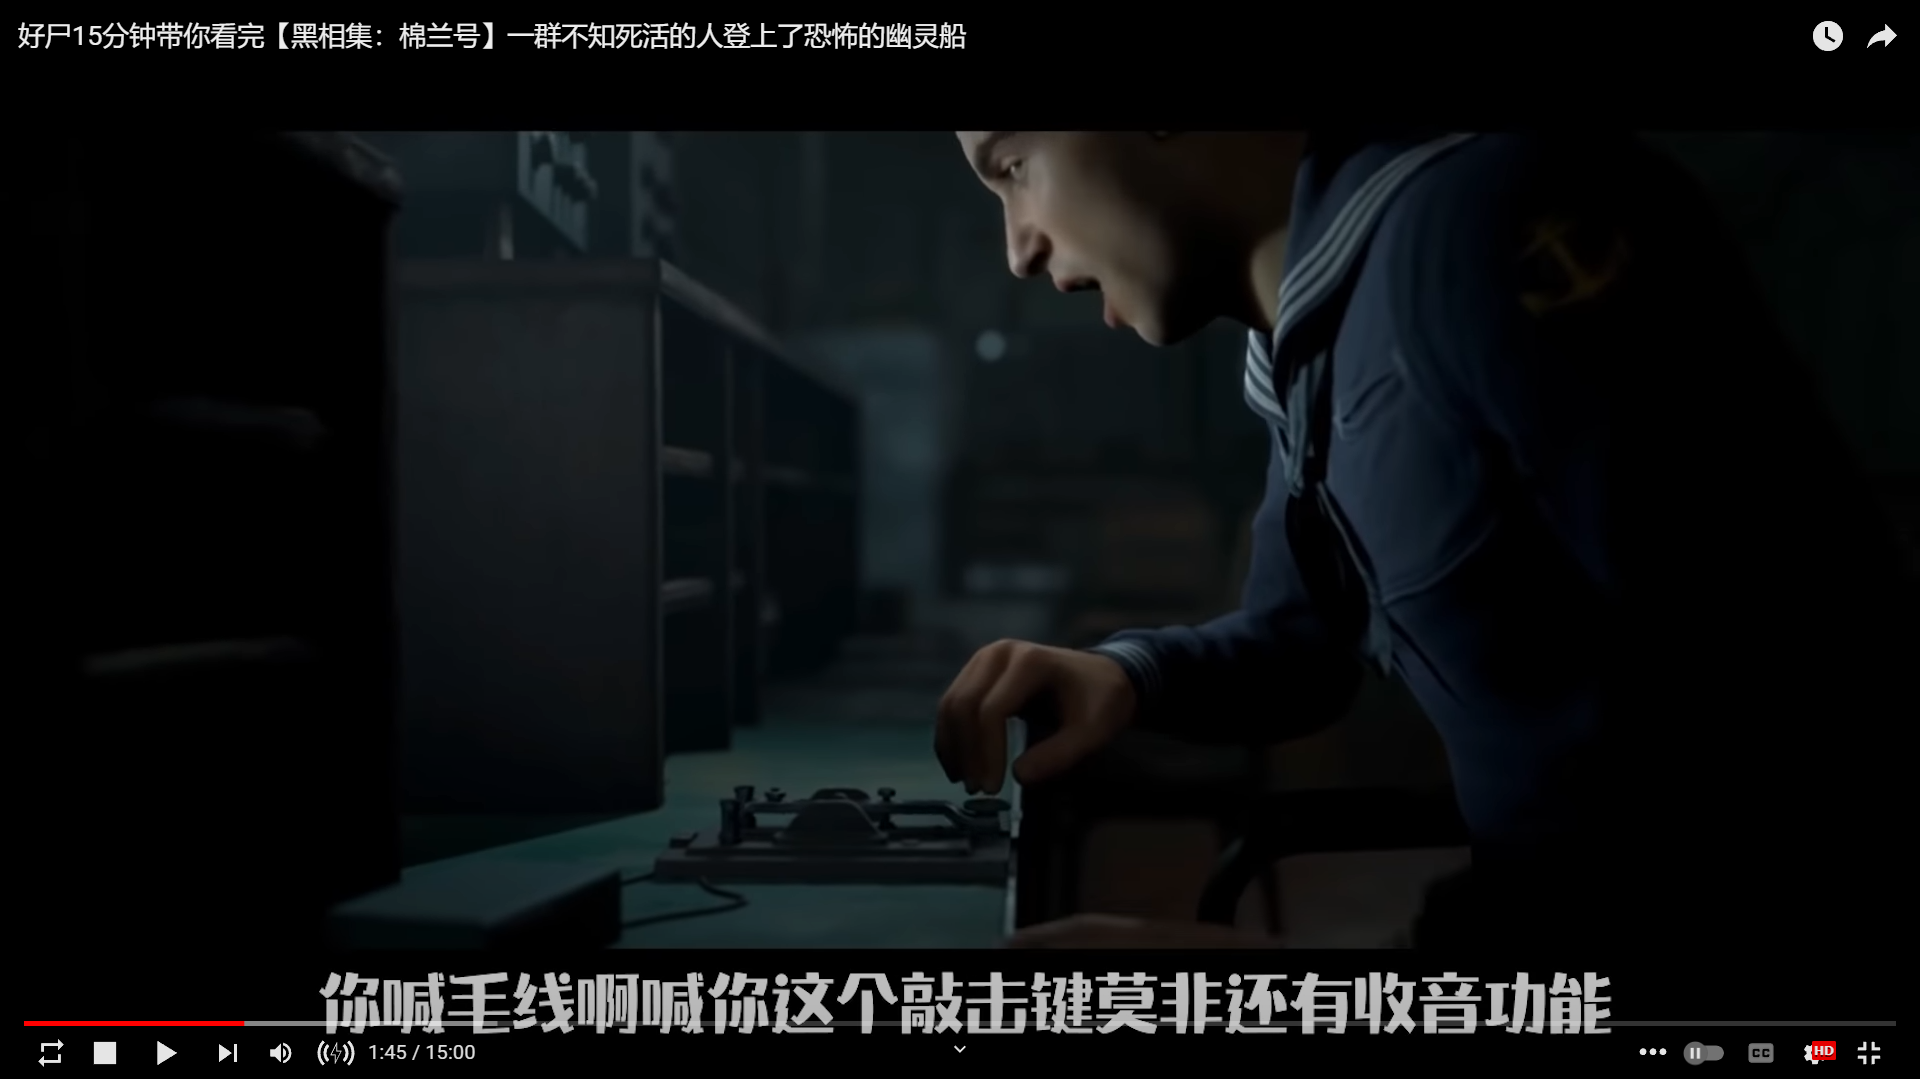 好尸15分钟带你看完【黑相集：棉兰号】一群不知死活的人登上了恐怖的幽灵船
你喊毛线啊喊你这个敲击键莫非还有收音功能
1:45 / 15:00
CC
HD